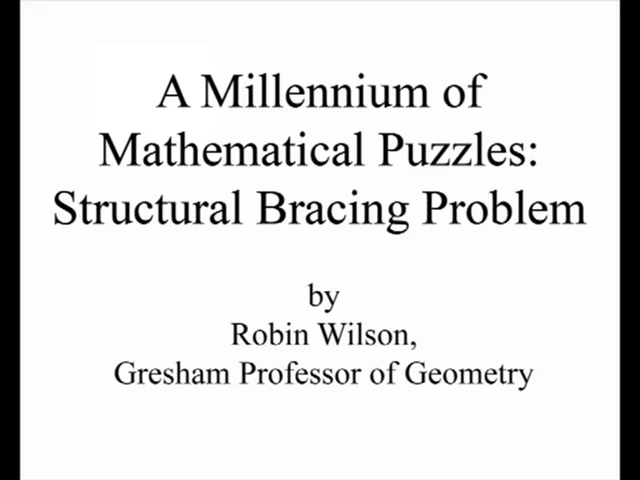 A Millennium of
Mathematical Puzzles:
Structural Bracing Problem
by
Robin Wilson,
Gresham Professor of Geometry